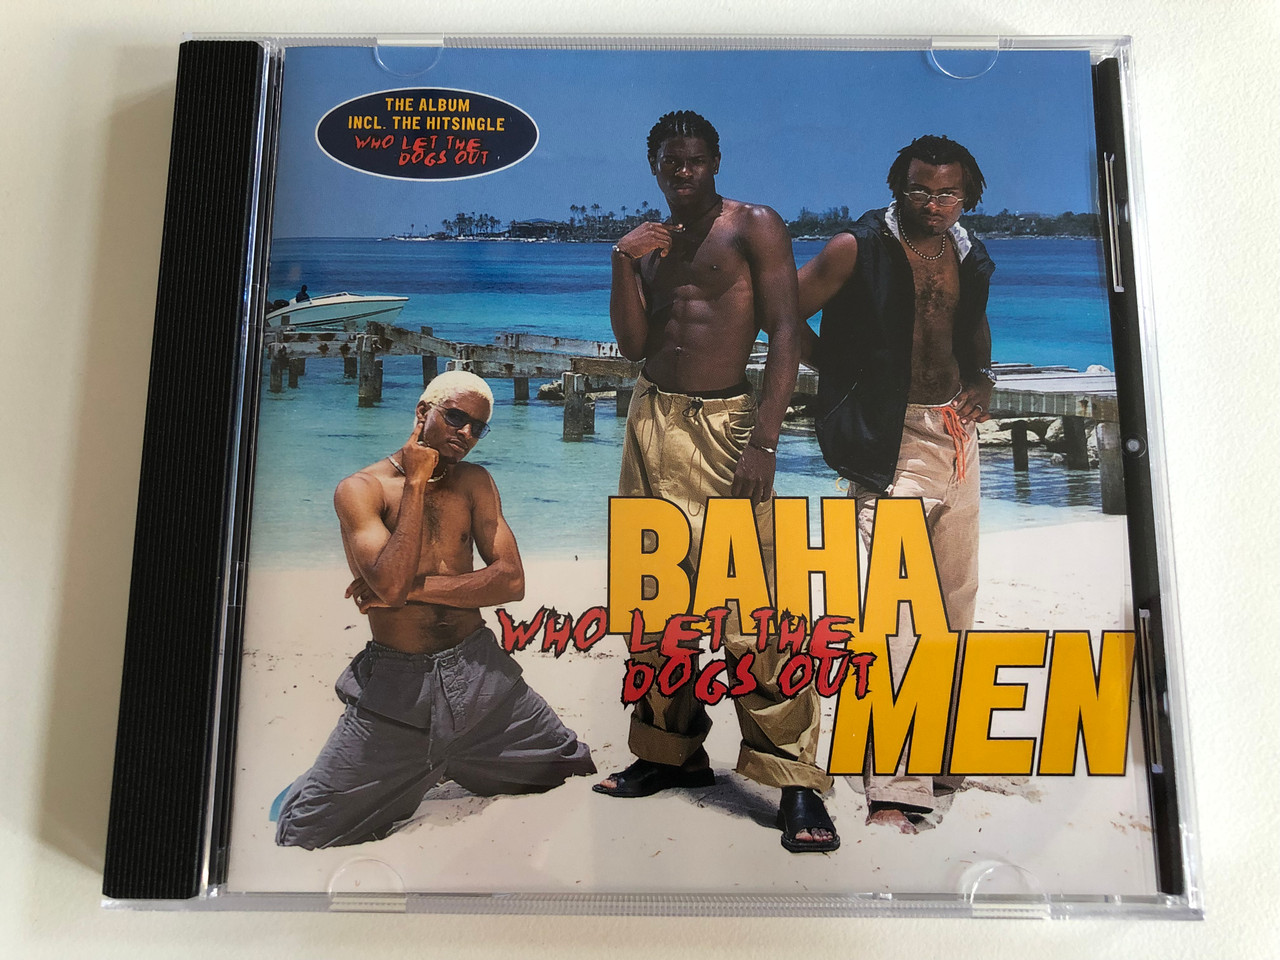 THE ALBUM
INCL. THE HITSINGLE
WHO LET THE
DOGS OUT
BAHA
WHO LET THE
DOGS OUT
MEN